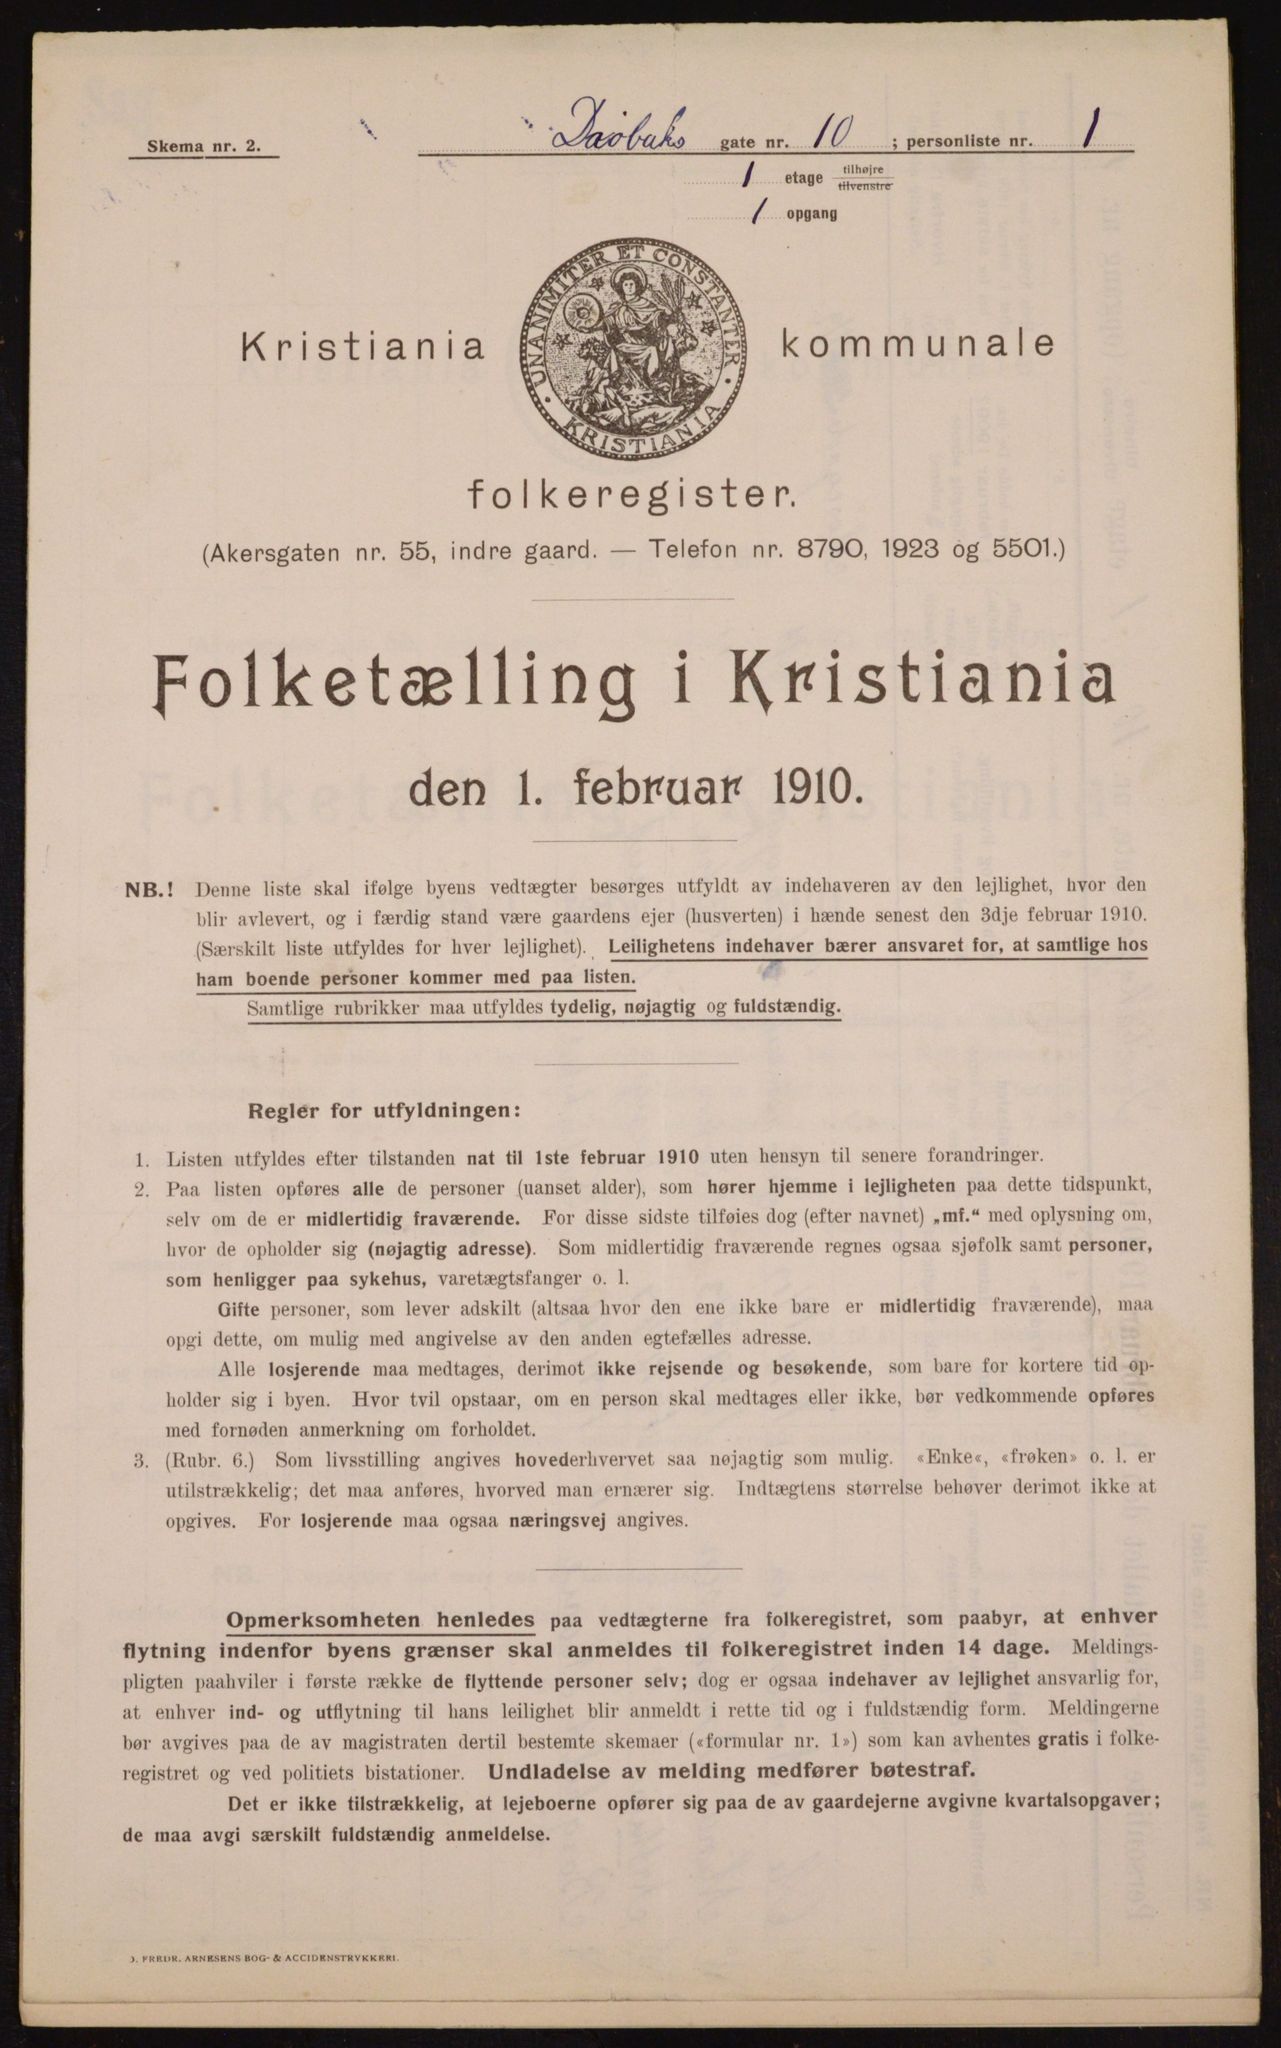 Skema nr. 2. Drøbaks gate nr. 10 ; personliste nr. 1
1 etage tilhøjre
tilvenstre
1 opgang
UNANIMITER ET CONSTANTER
KRISTIANIA
Kristiania kommunale
folkeregister.
(Akersgaten nr. 55, indre gaard. — Telefon nr. 8790, 1923 og 5501.)
Folketælling i Kristiania
den 1. februar 1910.
NB.! Denne liste skal ifølge byens vedtægter besørges utfyldt av indehaveren av den lejlighet, hvor den
blir avlevert, og i færdig stand være gaardens ejer (husverten) i hænde senest den 3dje februar 1910.
(Særskilt liste utfyldes for hver lejlighet). Leilighetens indehaver bærer ansvaret for, at samtlige hos
ham boende personer kommer med paa listen.
Samtlige rubrikker maa utfyldes tydelig, nøjagtig og fuldstændig.
Regler for utfyldningen:
1. Listen utfyldes efter tilstanden nat til 1ste februar 1910 uten hensyn til senere forandringer.
2. Paa listen opføres alle de personer (uanset alder), som hører hjemme i lejligheten paa dette tidspunkt,
selv om de er midlertidig fraværende. For disse sidste tilføies dog (efter navnet) „mf.“ med oplysning om,
hvor de opholder sig (nøjagtig adresse). Som midlertidig fraværende regnes ogsaa sjøfolk samt personer,
som henligger paa sykehus, varetægtsfanger o. l.
Gifte personer, som lever adskilt (altsaa hvor den ene ikke bare er midlertidig fraværende), maa
opgi dette, om mulig med angivelse av den anden egtefælles adresse.
Alle losjerende maa medtages, derimot ikke rejsende og besøkende, som bare for kortere tid op-
holder sig i byen. Hvor tvil opstaar, om en person skal medtages eller ikke, bør vedkommende opføres
med fornøden anmerkning om forholdet.
3. (Rubr. 6.) Som livsstilling angives hovederhvervet saa nøjagtig som mulig. «Enke«, «frøken» o. l. er
utilstrækkelig; det maa anføres, hvorved man ernærer sig. Indtægtens størrelse behøver derimot ikke at
opgives. For losjerende maa ogsaa næringsvej angives.
Opmerksomheten henledes paa vedtægterne fra folkeregistret, som paabyr, at enhver
flytning indenfor byens grænser skal anmeldes til folkeregistret inden 14 dage. Meldings-
pligten paahviler i første række de flyttende personer selv; dog er ogsaa indehaver av lejlighet ansvarlig for,
at enhver ind- og utflytning til hans leilighet blir anmeldt i rette tid og i fuldstændig form. Meldingerne
bør avgives paa de av magistraten dertil bestemte skemaer («formular nr. 1») som kan avhentes gratis i folke-
registret og ved politiets bistationer. Undladelse av melding medfører bøtestraf.
Det er ikke tilstrækkelig, at lejeboerne opfører sig paa de av gaardejerne avgivne kvartalsopgaver;
de maa avgi særskilt fuldstændig anmeldelse.
J. FREDR. ARNESENS BOG- & ACCIDENSTRYKKERI.